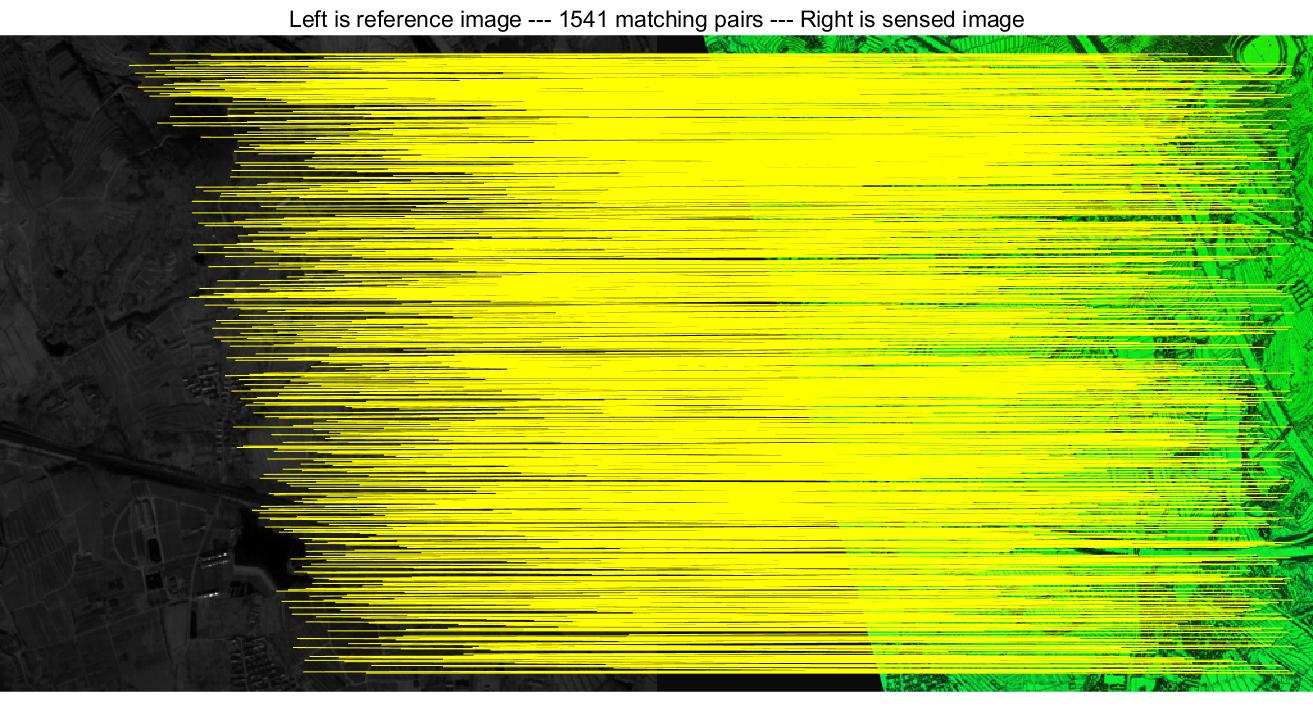 Left is reference image --- 1541 matching pairs --- Right is sensed image